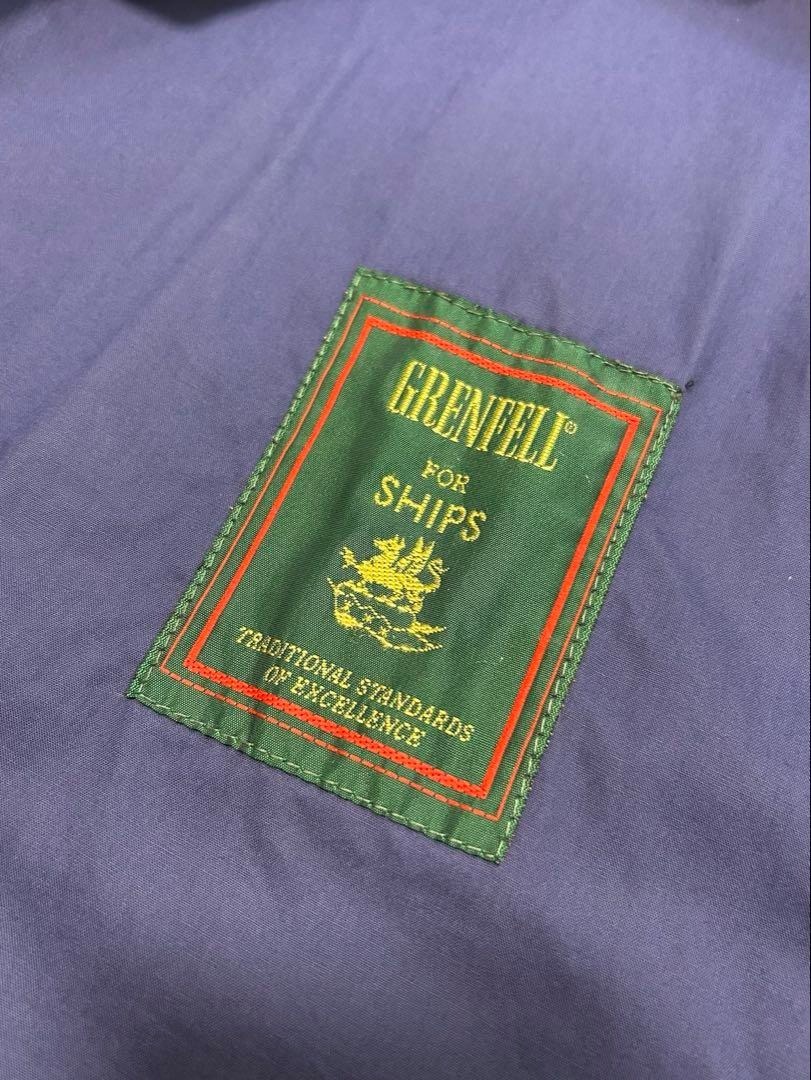 GRENFELL®
FOR
SHIPS
TRADITIONAL STANDARDS
OF EXCELLENCE